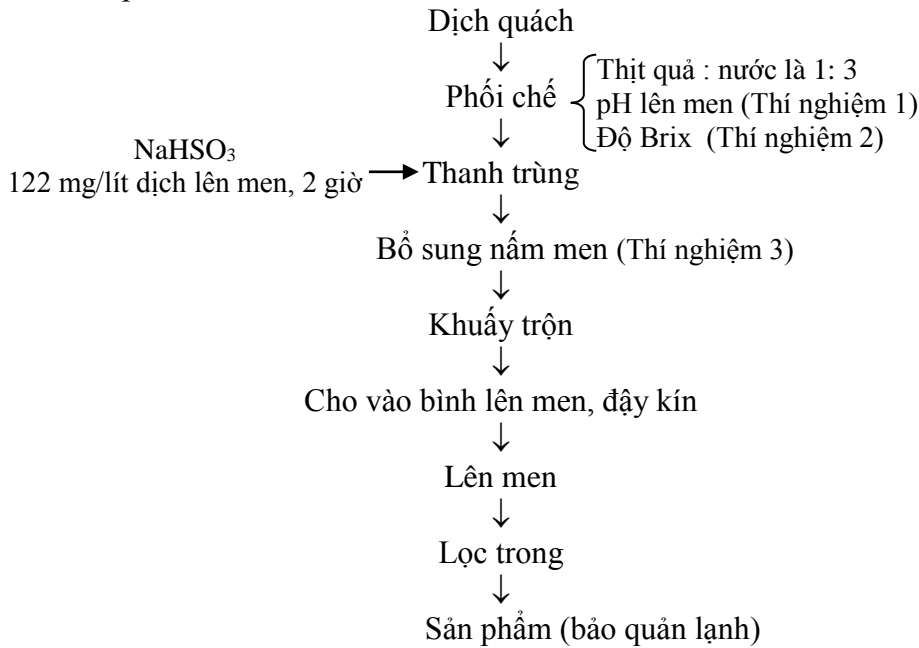 Dịch quách
↓
Phối chế
Thịt quả : nước là 1: 3
pH lên men (Thí nghiệm 1)
Độ Brix (Thí nghiệm 2)
↓
NaHSO₃
122 mg/lít dịch lên men, 2 giờ
Thanh trùng
↓
Bổ sung nấm men (Thí nghiệm 3)
↓
Khuấy trộn
↓
Cho vào bình lên men, đậy kín
↓
Lên men
↓
Lọc trong
↓
Sản phẩm (bảo quản lạnh)